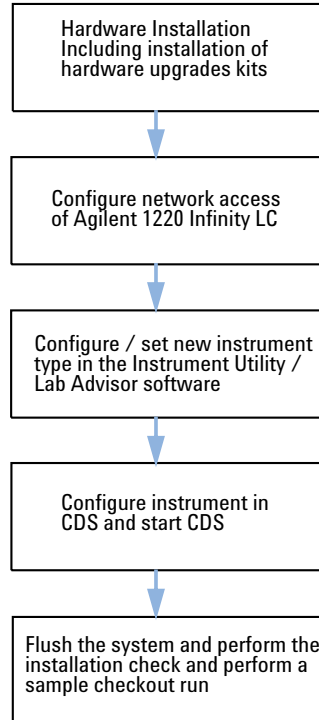 Hardware Installation
Including installation of
hardware upgrades kits
Configure network access
of Agilent 1220 Infinity LC
Configure / set new instrument
type in the Instrument Utility /
Lab Advisor software
Configure instrument in
CDS and start CDS
Flush the system and perform the
installation check and perform a
sample checkout run